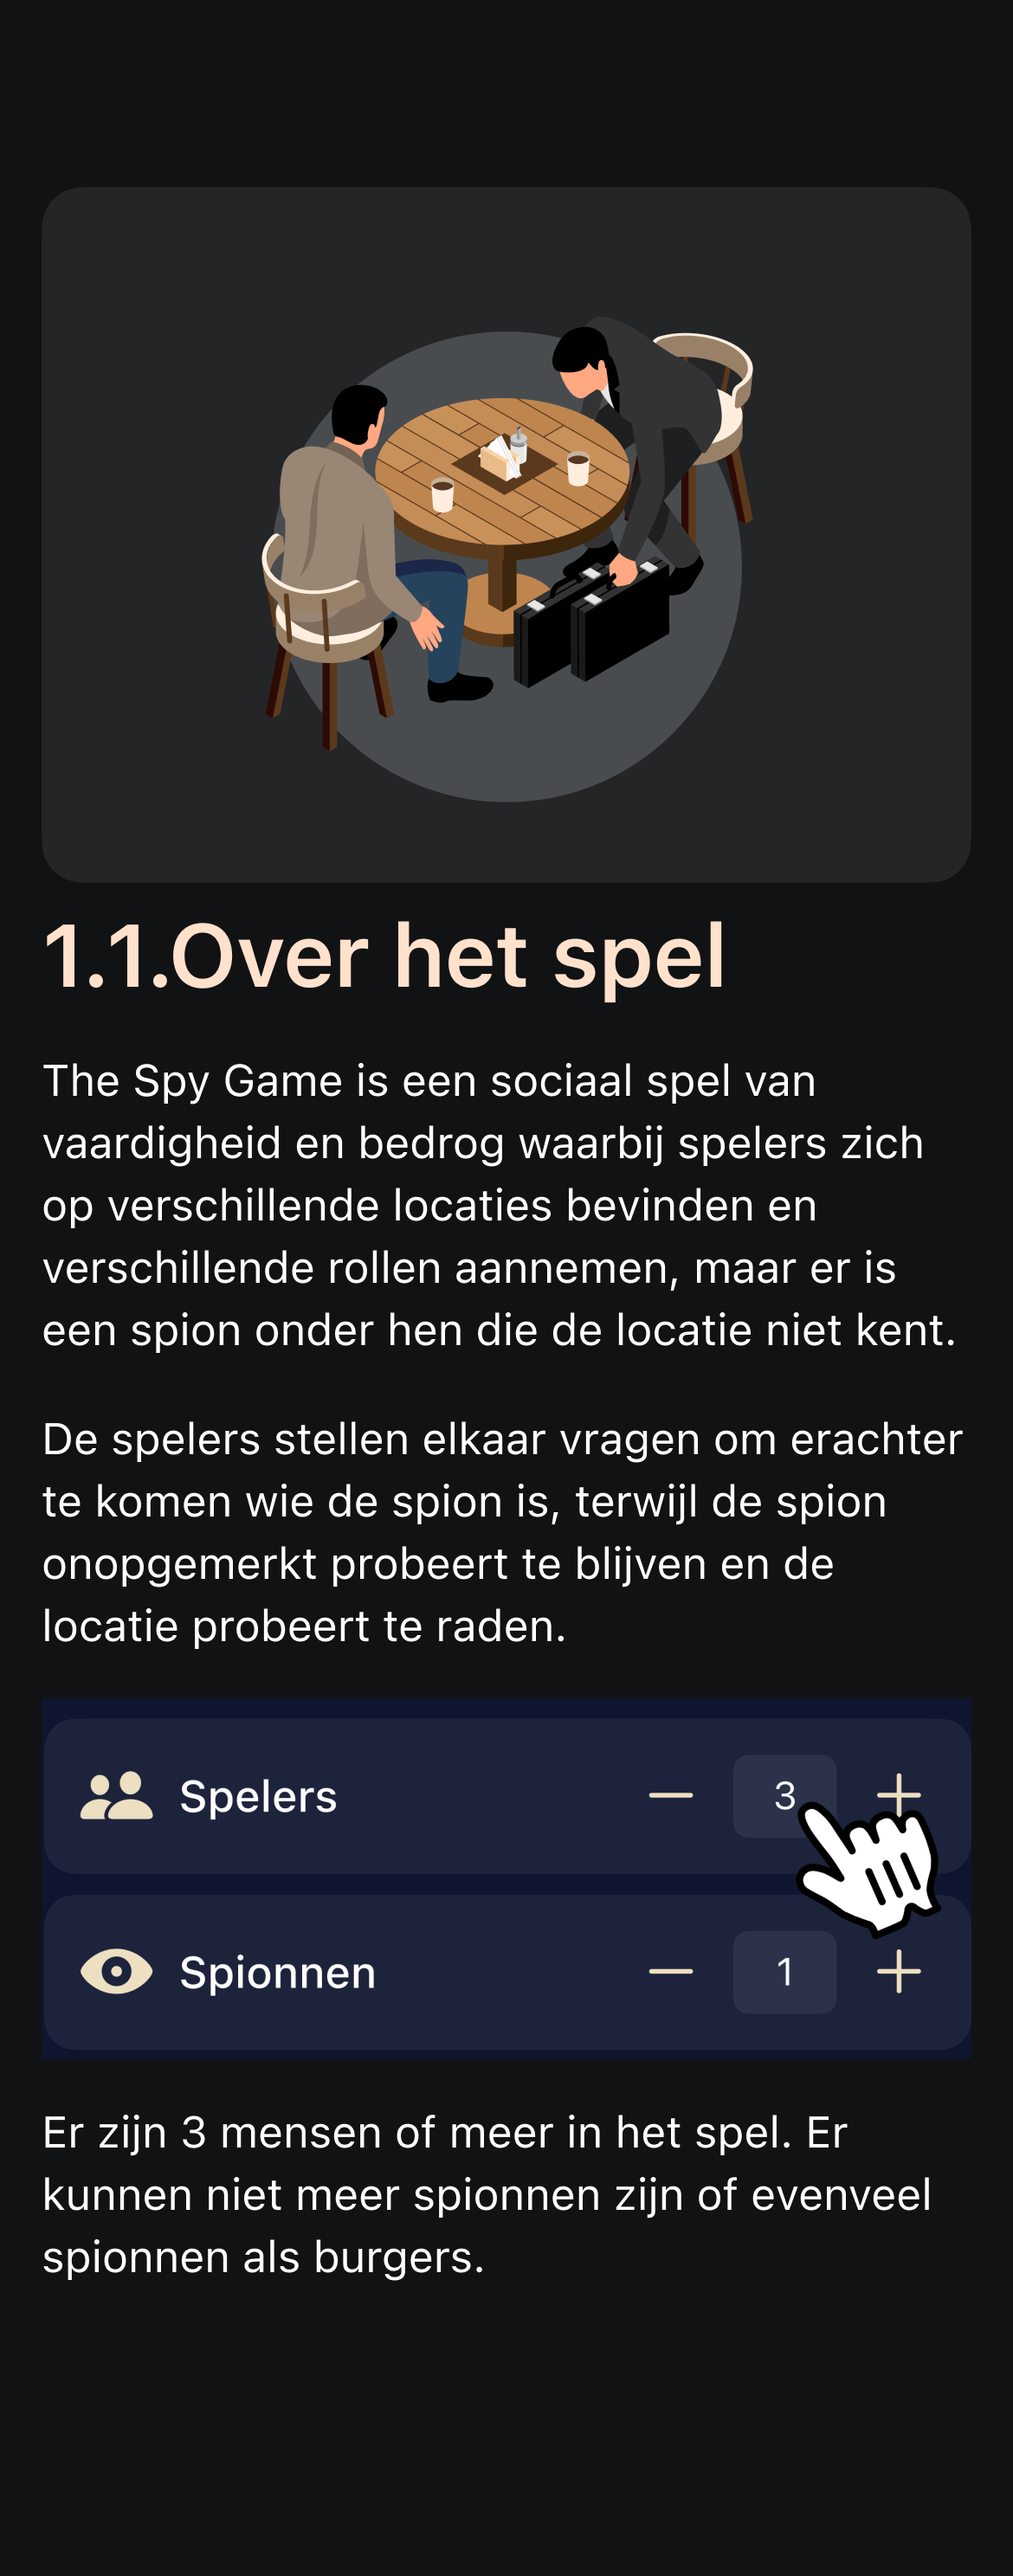 1.1.Over het spel
The Spy Game is een sociaal spel van
vaardigheid en bedrog waarbij spelers zich
op verschillende locaties bevinden en
verschillende rollen aannemen, maar er is
een spion onder hen die de locatie niet kent.
De spelers stellen elkaar vragen om erachter
te komen wie de spion is, terwijl de spion
onopgemerkt probeert te blijven en de
locatie probeert te raden.
Spelers — 3 +
Spionnen — 1 +
Er zijn 3 mensen of meer in het spel. Er
kunnen niet meer spionnen zijn of evenveel
spionnen als burgers.